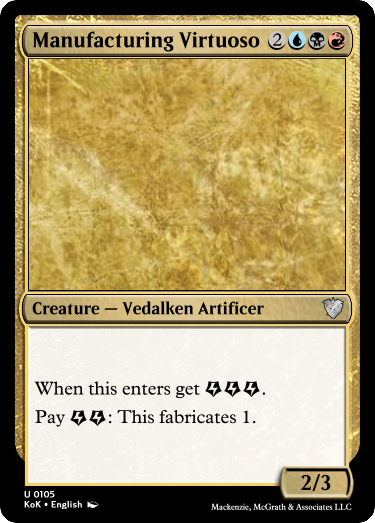 Manufacturing Virtuoso 2
Creature — Vedalken Artificer
When this enters get .
Pay : This fabricates 1.
2/3
U 0105
KoK • English
Mackenzie, McGrath & Associates LLC